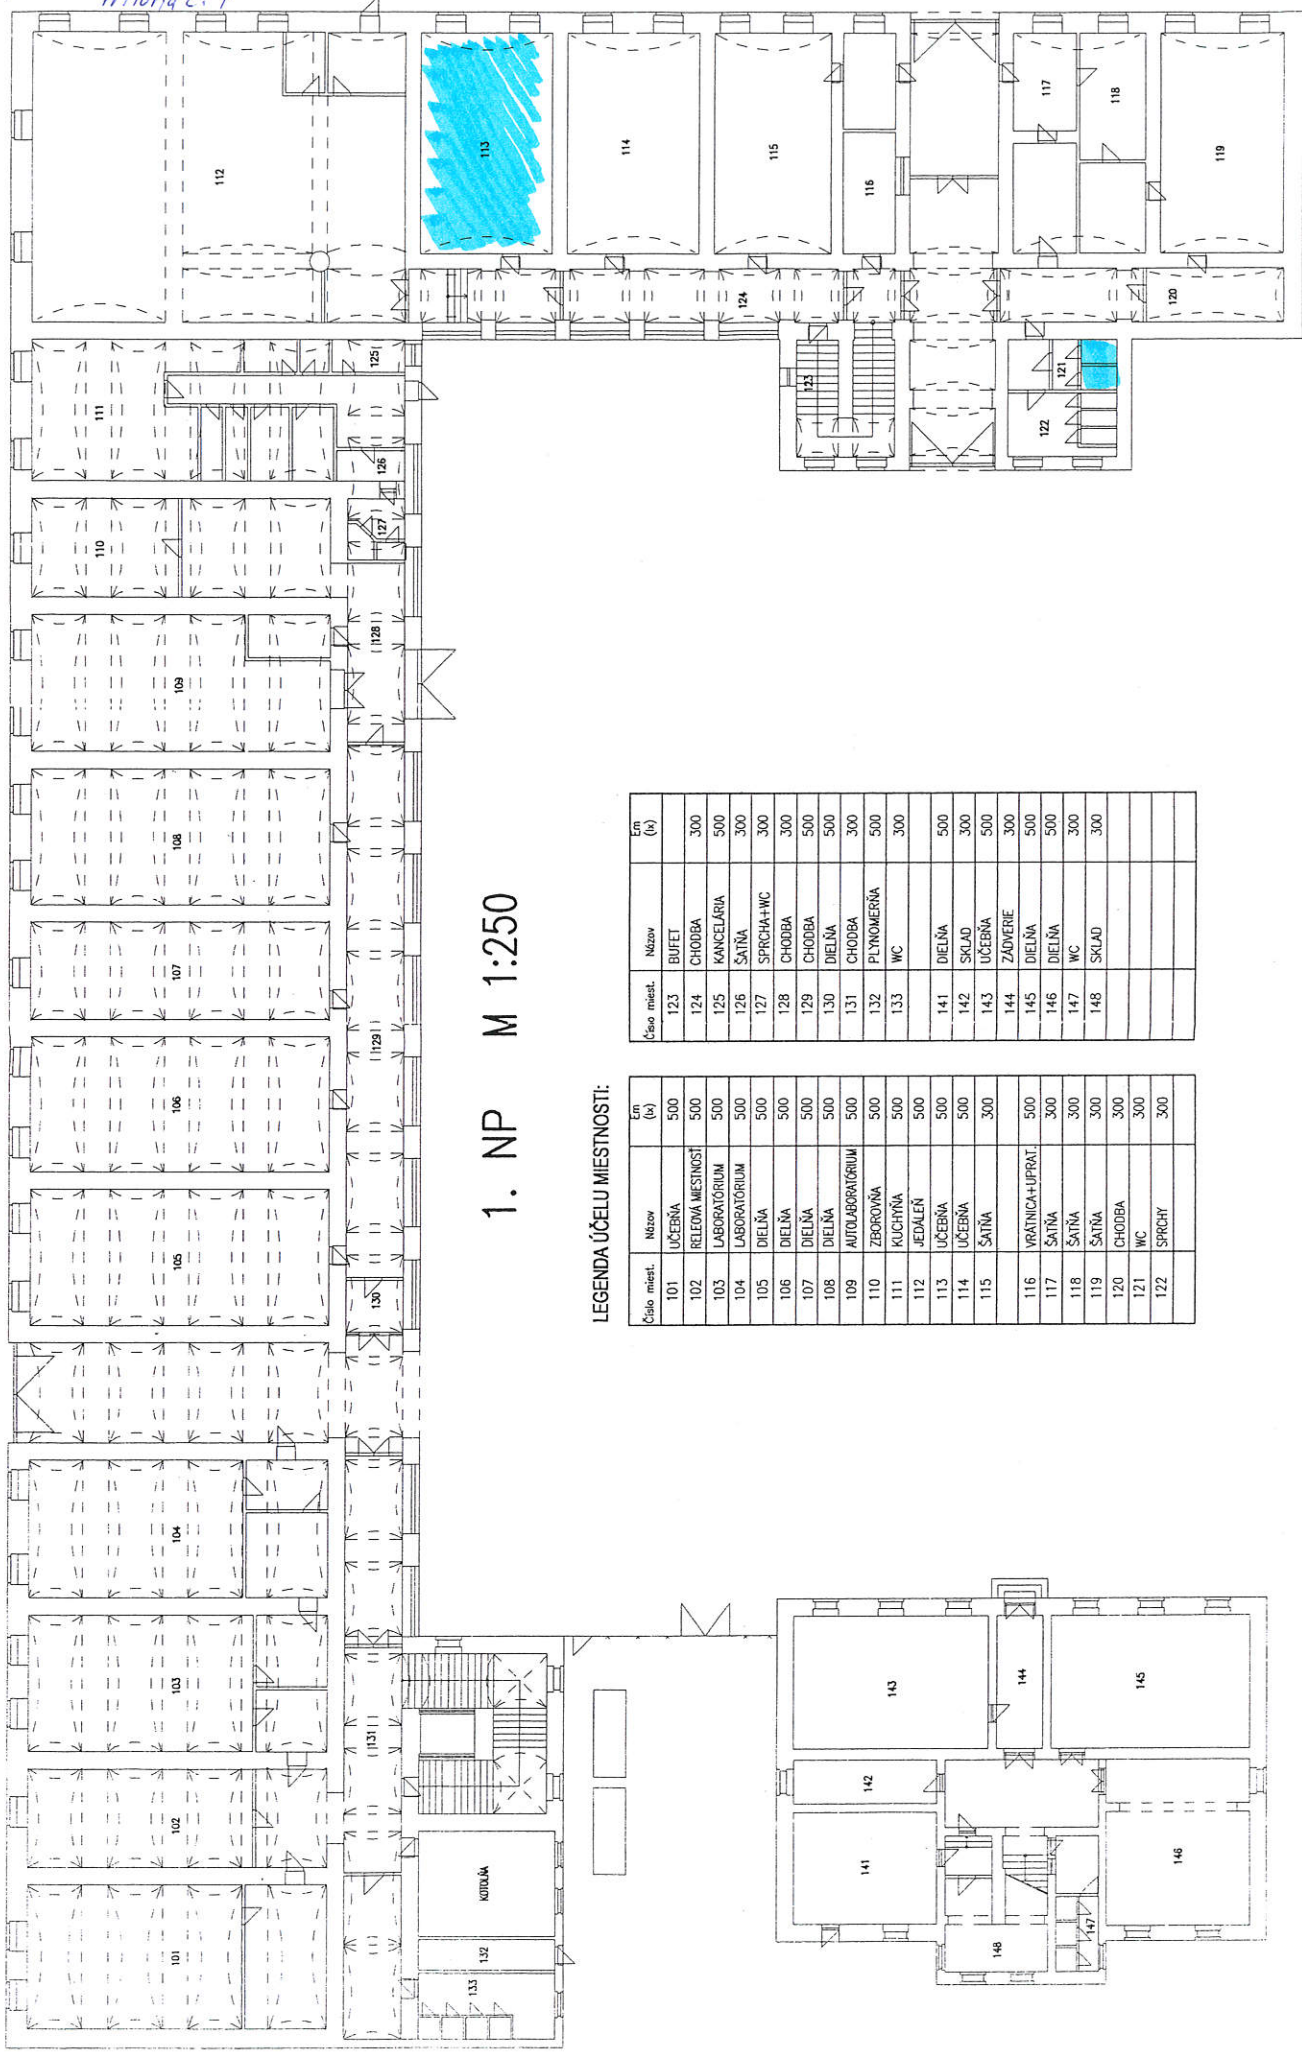 101
102
103
104
105
106
107
108
109
110
111
112
113
114
115
116
117
118
119
120
121
122
123
124
125
126
127
128
129
130
131
132
133
KOTOLŇA
141
142
143
144
145
146
147
148
1. NP M 1:250
LEGENDA ÚČELU MIESTNOSTI:
Číslo miest. Názov Em (lx)
101 UČEBŇA 500
102 RELEOVÁ MIESTNOSŤ 500
103 LABORATÓRIUM 500
104 LABORATÓRIUM 500
105 DIELŇA 500
106 DIELŇA 500
107 DIELŇA 500
108 DIELŇA 500
109 AUTOLABORATÓRIUM 500
110 ZBOROVŇA 500
111 KUCHYŇA 500
112 JEDÁLEŇ 500
113 UČEBŇA 500
114 UČEBŇA 500
115 ŠATŇA 300
116 VRÁTNICA+UPRAT. 500
117 ŠATŇA 300
118 ŠATŇA 300
119 ŠATŇA 300
120 CHODBA 300
121 WC 300
122 SPRCHY 300
Číslo miest. Názov Em (lx)
123 BUFET
124 CHODBA 300
125 KANCELÁRIA 500
126 ŠATŇA 300
127 SPRCHA+WC 300
128 CHODBA 300
129 CHODBA 500
130 DIELŇA 500
131 CHODBA 300
132 PLYNOMERŇA 500
133 WC 300
141 DIELŇA 500
142 SKLAD 300
143 UČEBŇA 500
144 ZÁDVERIE 300
145 DIELŇA 500
146 DIELŇA 500
147 WC 300
148 SKLAD 300